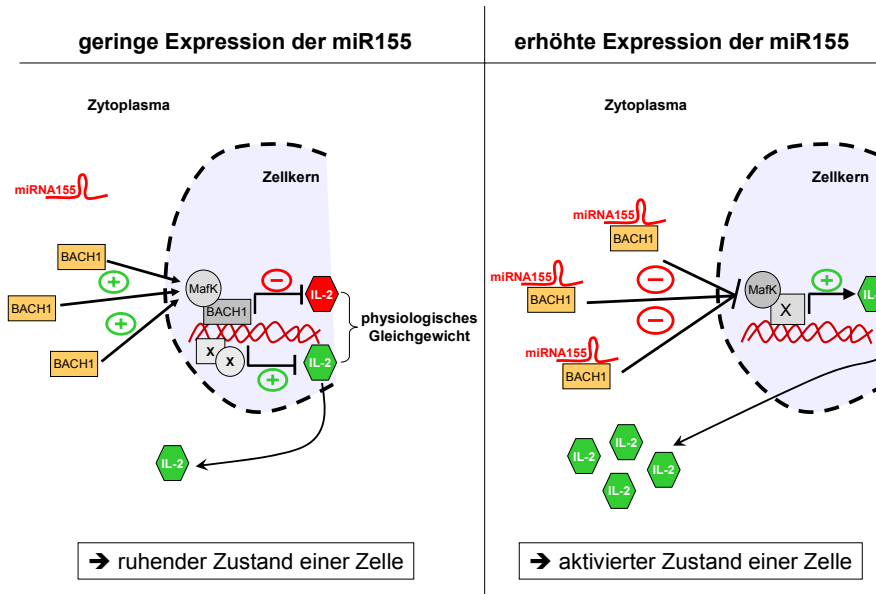 geringe Expression der miR155
Zytoplasma
Zellkern
miRNA155
BACH1
BACH1
BACH1
+
+
MafK
BACH1
−
IL-2
X
X
+
IL-2
physiologisches
Gleichgewicht
IL-2
➔ ruhender Zustand einer Zelle
erhöhte Expression der miR155
Zytoplasma
Zellkern
miRNA155
BACH1
miRNA155
BACH1
miRNA155
BACH1
−
−
MafK
X
+
IL-2
IL-2
IL-2
IL-2
➔ aktivierter Zustand einer Zelle